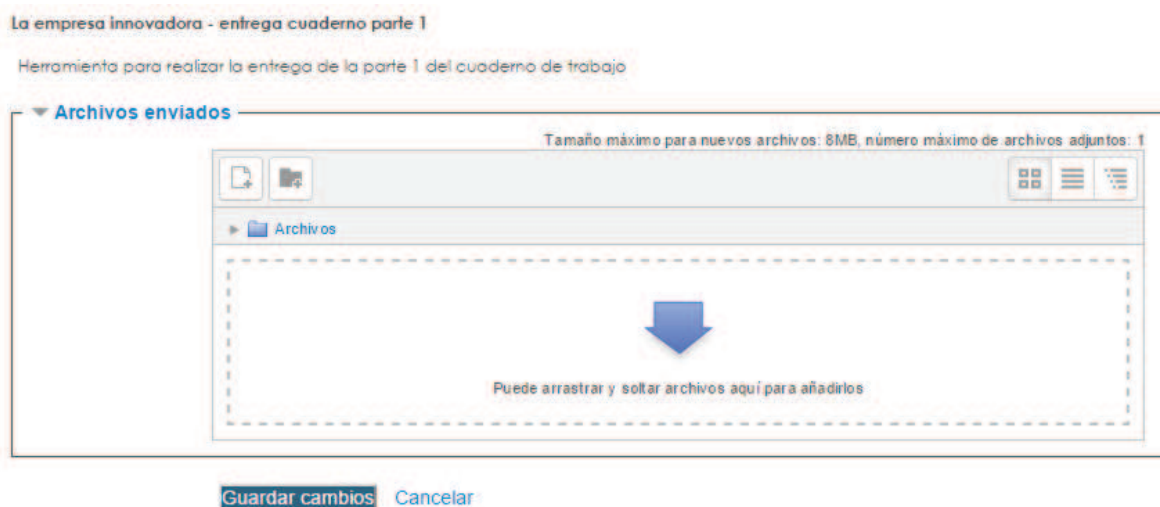 La empresa innovadora - entrega cuaderno parte 1
Herramienta para realizar la entrega de la parte 1 del cuaderno de trabajo
Archivos enviados
Tamaño máximo para nuevos archivos: 8MB, número máximo de archivos adjuntos: 1
Archivos
Puede arrastrar y soltar archivos aquí para añadirlos
Guardar cambios Cancelar